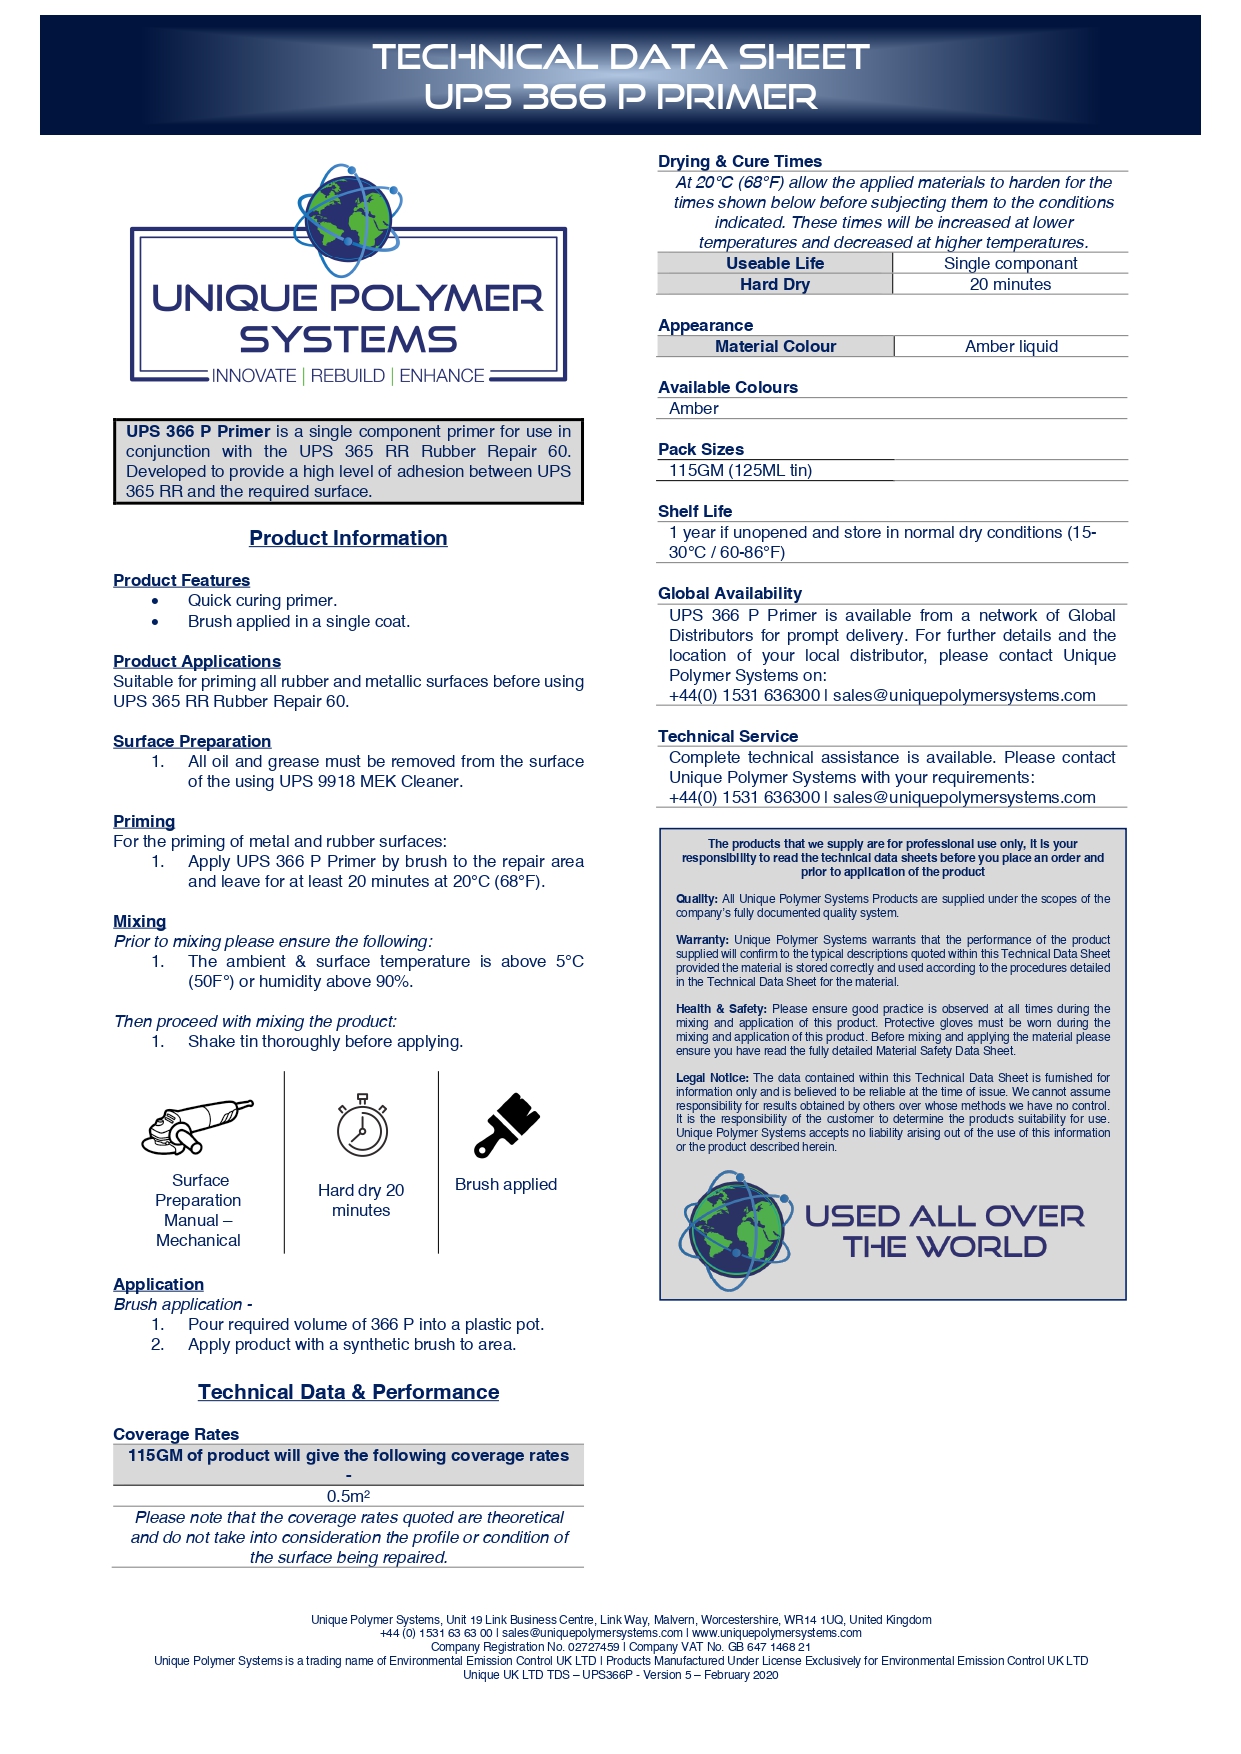 TECHNICAL DATA SHEET
UPS 366 P PRIMER
UNIQUE POLYMER
SYSTEMS
INNOVATE | REBUILD | ENHANCE
UPS 366 P Primer is a single component primer for use in
conjunction with the UPS 365 RR Rubber Repair 60.
Developed to provide a high level of adhesion between UPS
365 RR and the required surface.
Product Information
Product Features
• Quick curing primer.
• Brush applied in a single coat.
Product Applications
Suitable for priming all rubber and metallic surfaces before using
UPS 365 RR Rubber Repair 60.
Surface Preparation
1. All oil and grease must be removed from the surface
of the using UPS 9918 MEK Cleaner.
Priming
For the priming of metal and rubber surfaces:
1. Apply UPS 366 P Primer by brush to the repair area
and leave for at least 20 minutes at 20°C (68°F).
Mixing
Prior to mixing please ensure the following:
1. The ambient & surface temperature is above 5°C
(50F°) or humidity above 90%.
Then proceed with mixing the product:
1. Shake tin thoroughly before applying.
Surface
Preparation
Manual –
Mechanical
Hard dry 20
minutes
Brush applied
Application
Brush application -
1. Pour required volume of 366 P into a plastic pot.
2. Apply product with a synthetic brush to area.
Technical Data & Performance
Coverage Rates
115GM of product will give the following coverage rates
-
0.5m²
Please note that the coverage rates quoted are theoretical
and do not take into consideration the profile or condition of
the surface being repaired.
Drying & Cure Times
At 20°C (68°F) allow the applied materials to harden for the
times shown below before subjecting them to the conditions
indicated. These times will be increased at lower
temperatures and decreased at higher temperatures.
Useable Life Single componant
Hard Dry 20 minutes
Appearance
Material Colour Amber liquid
Available Colours
Amber
Pack Sizes
115GM (125ML tin)
Shelf Life
1 year if unopened and store in normal dry conditions (15-
30°C / 60-86°F)
Global Availability
UPS 366 P Primer is available from a network of Global
Distributors for prompt delivery. For further details and the
location of your local distributor, please contact Unique
Polymer Systems on:
+44(0) 1531 636300 | sales@uniquepolymersystems.com
Technical Service
Complete technical assistance is available. Please contact
Unique Polymer Systems with your requirements:
+44(0) 1531 636300 | sales@uniquepolymersystems.com
The products that we supply are for professional use only, it is your
responsibility to read the technical data sheets before you place an order and
prior to application of the product
Quality: All Unique Polymer Systems Products are supplied under the scopes of the
company's fully documented quality system.
Warranty: Unique Polymer Systems warrants that the performance of the product
supplied will confirm to the typical descriptions quoted within this Technical Data Sheet
provided the material is stored correctly and used according to the procedures detailed
in the Technical Data Sheet for the material.
Health & Safety: Please ensure good practice is observed at all times during the
mixing and application of this product. Protective gloves must be worn during the
mixing and application of this product. Before mixing and applying the material please
ensure you have read the fully detailed Material Safety Data Sheet.
Legal Notice: The data contained within this Technical Data Sheet is furnished for
information only and is believed to be reliable at the time of issue. We cannot assume
responsibility for results obtained by others over whose methods we have no control.
It is the responsibility of the customer to determine the products suitability for use.
Unique Polymer Systems accepts no liability arising out of the use of this information
or the product described herein.
USED ALL OVER
THE WORLD
Unique Polymer Systems, Unit 19 Link Business Centre, Link Way, Malvern, Worcestershire, WR14 1UQ, United Kingdom
+44 (0) 1531 63 63 00 | sales@uniquepolymersystems.com | www.uniquepolymersystems.com
Company Registration No. 02727459 | Company VAT No. GB 647 1468 21
Unique Polymer Systems is a trading name of Environmental Emission Control UK LTD | Products Manufactured Under License Exclusively for Environmental Emission Control UK LTD
Unique UK LTD TDS – UPS366P - Version 5 – February 2020